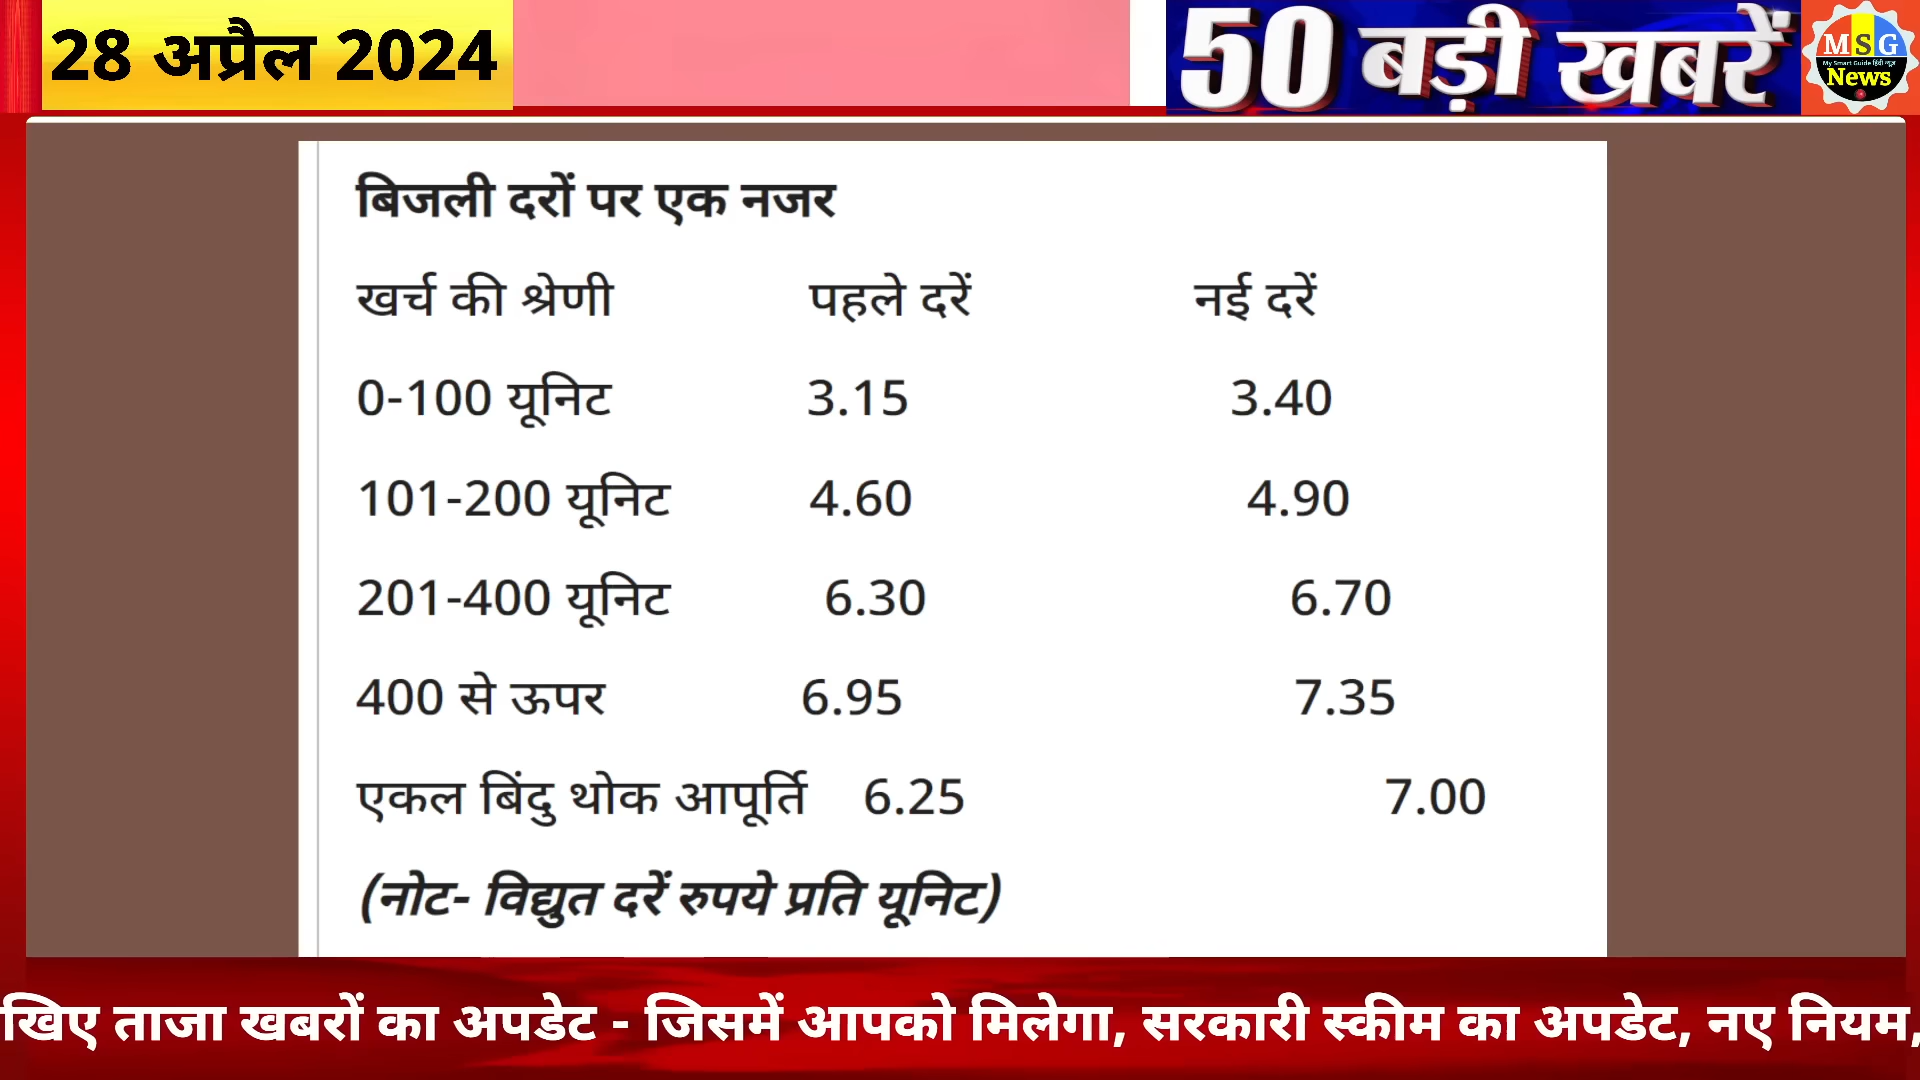 28 अप्रैल 2024
50 बड़ी खबरें
MSG
My Smart Guide हिंदी न्यूज़
News
बिजली दरों पर एक नजर
खर्च की श्रेणी पहले दरें नई दरें
0-100 यूनिट 3.15 3.40
101-200 यूनिट 4.60 4.90
201-400 यूनिट 6.30 6.70
400 से ऊपर 6.95 7.35
एकल बिंदु थोक आपूर्ति 6.25 7.00
(नोट- विद्युत दरें रुपये प्रति यूनिट)
खिए ताजा खबरों का अपडेट - जिसमें आपको मिलेगा, सरकारी स्कीम का अपडेट, नए नियम,